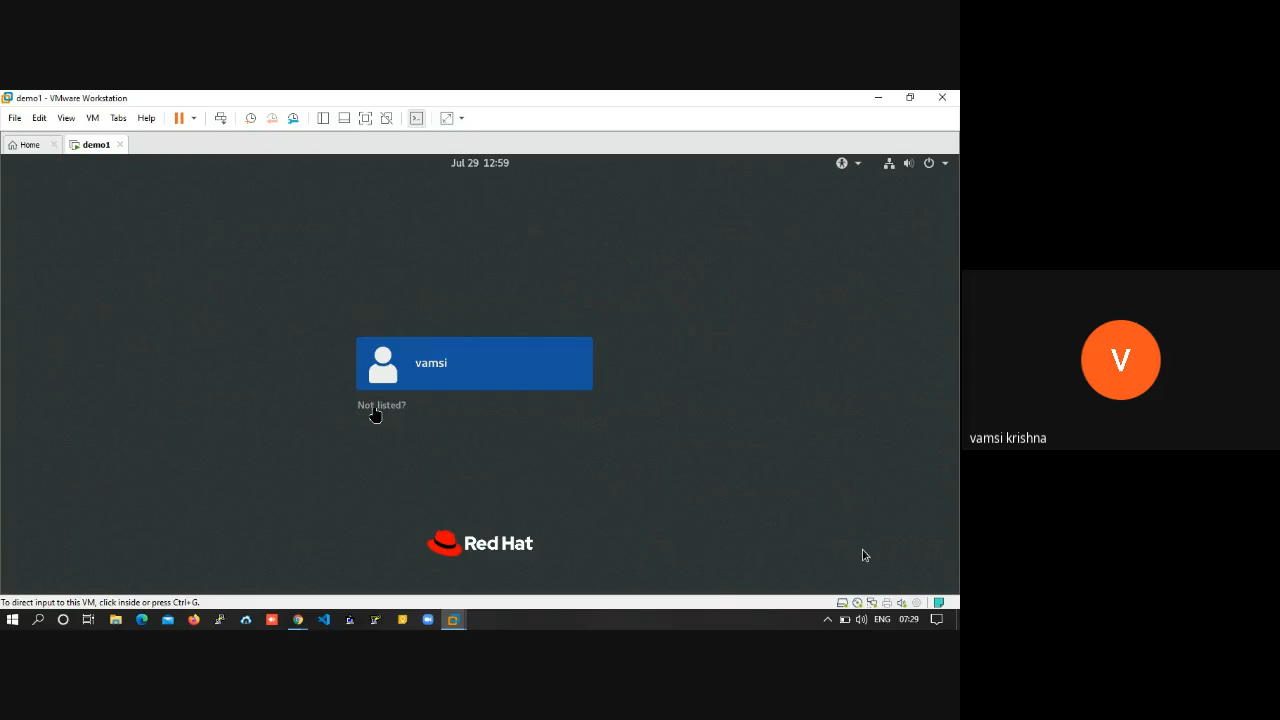 demo1 - VMware Workstation
File Edit View VM Tabs Help
Home demo1
Jul 29 12:59
vamsi
Not listed?
Red Hat
To direct input to this VM, click inside or press Ctrl+G.
ENG 07:29
V
vamsi krishna